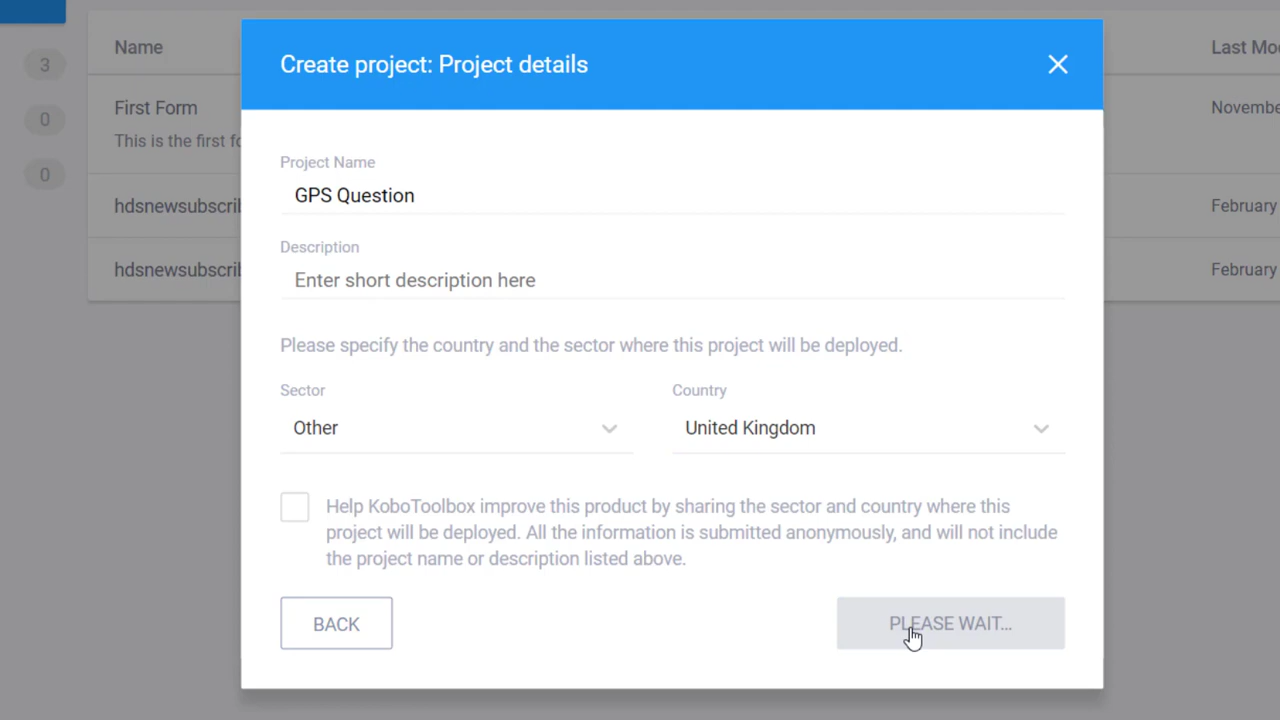 Create project: Project details
3
0
0
Name
Last Mo
First Form
This is the first fo
November
hdsnewsubscrib
February
hdsnewsubscrib
February
Project Name
GPS Question
Description
Enter short description here
Please specify the country and the sector where this project will be deployed.
Sector
Country
Other
United Kingdom
Help KoboToolbox improve this product by sharing the sector and country where this
project will be deployed. All the information is submitted anonymously, and will not include
the project name or description listed above.
BACK
PLEASE WAIT...